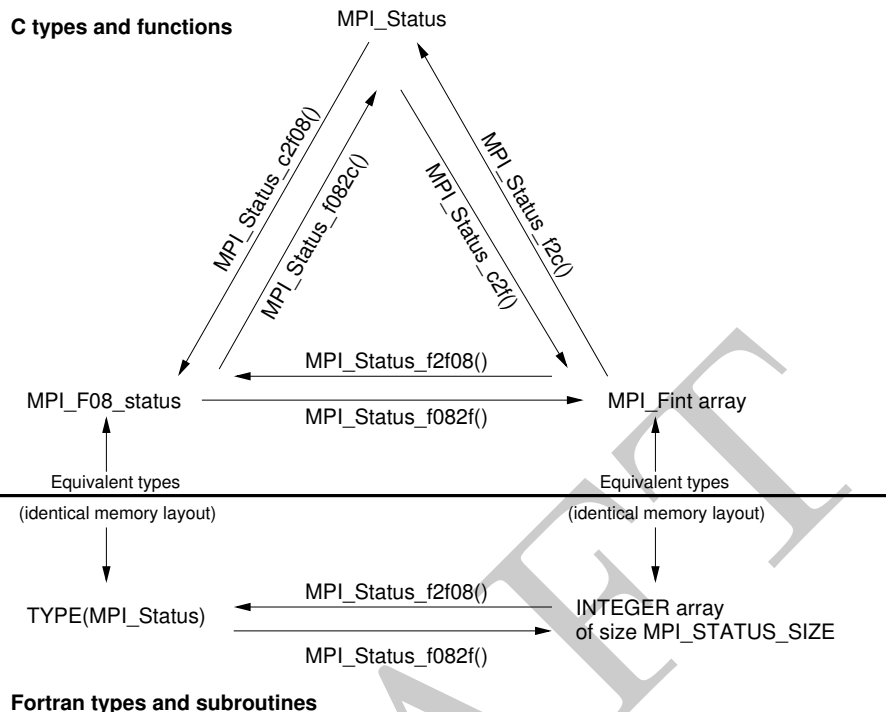 C types and functions
MPI_Status
MPI_Status_c2f08()
MPI_Status_f082c()
MPI_Status_c2f()
MPI_Status_f2c()
MPI_Status_f2f08()
MPI_F08_status
MPI_Fint array
MPI_Status_f082f()
Equivalent types
Equivalent types
(identical memory layout)
(identical memory layout)
MPI_Status_f2f08()
TYPE(MPI_Status)
INTEGER array
of size MPI_STATUS_SIZE
MPI_Status_f082f()
Fortran types and subroutines
AFT